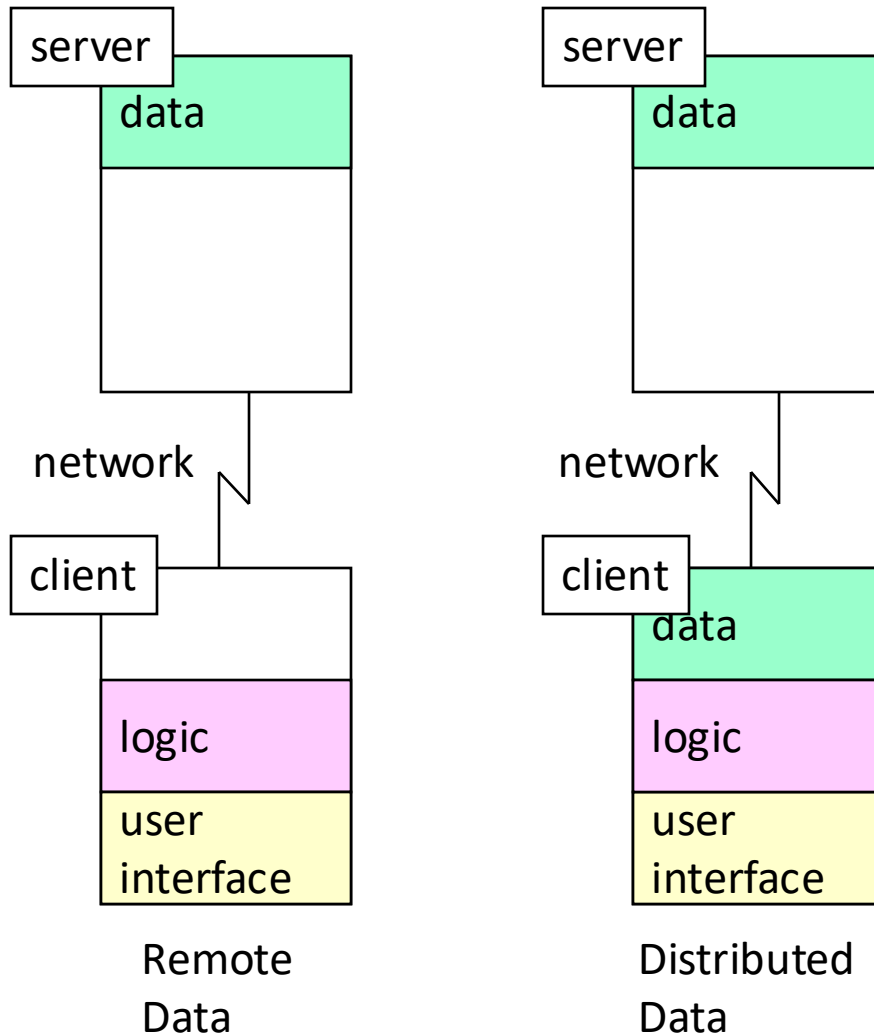 server
data
network
client
logic
user
interface
Remote
Data
server
data
network
client
data
logic
user
interface
Distributed
Data